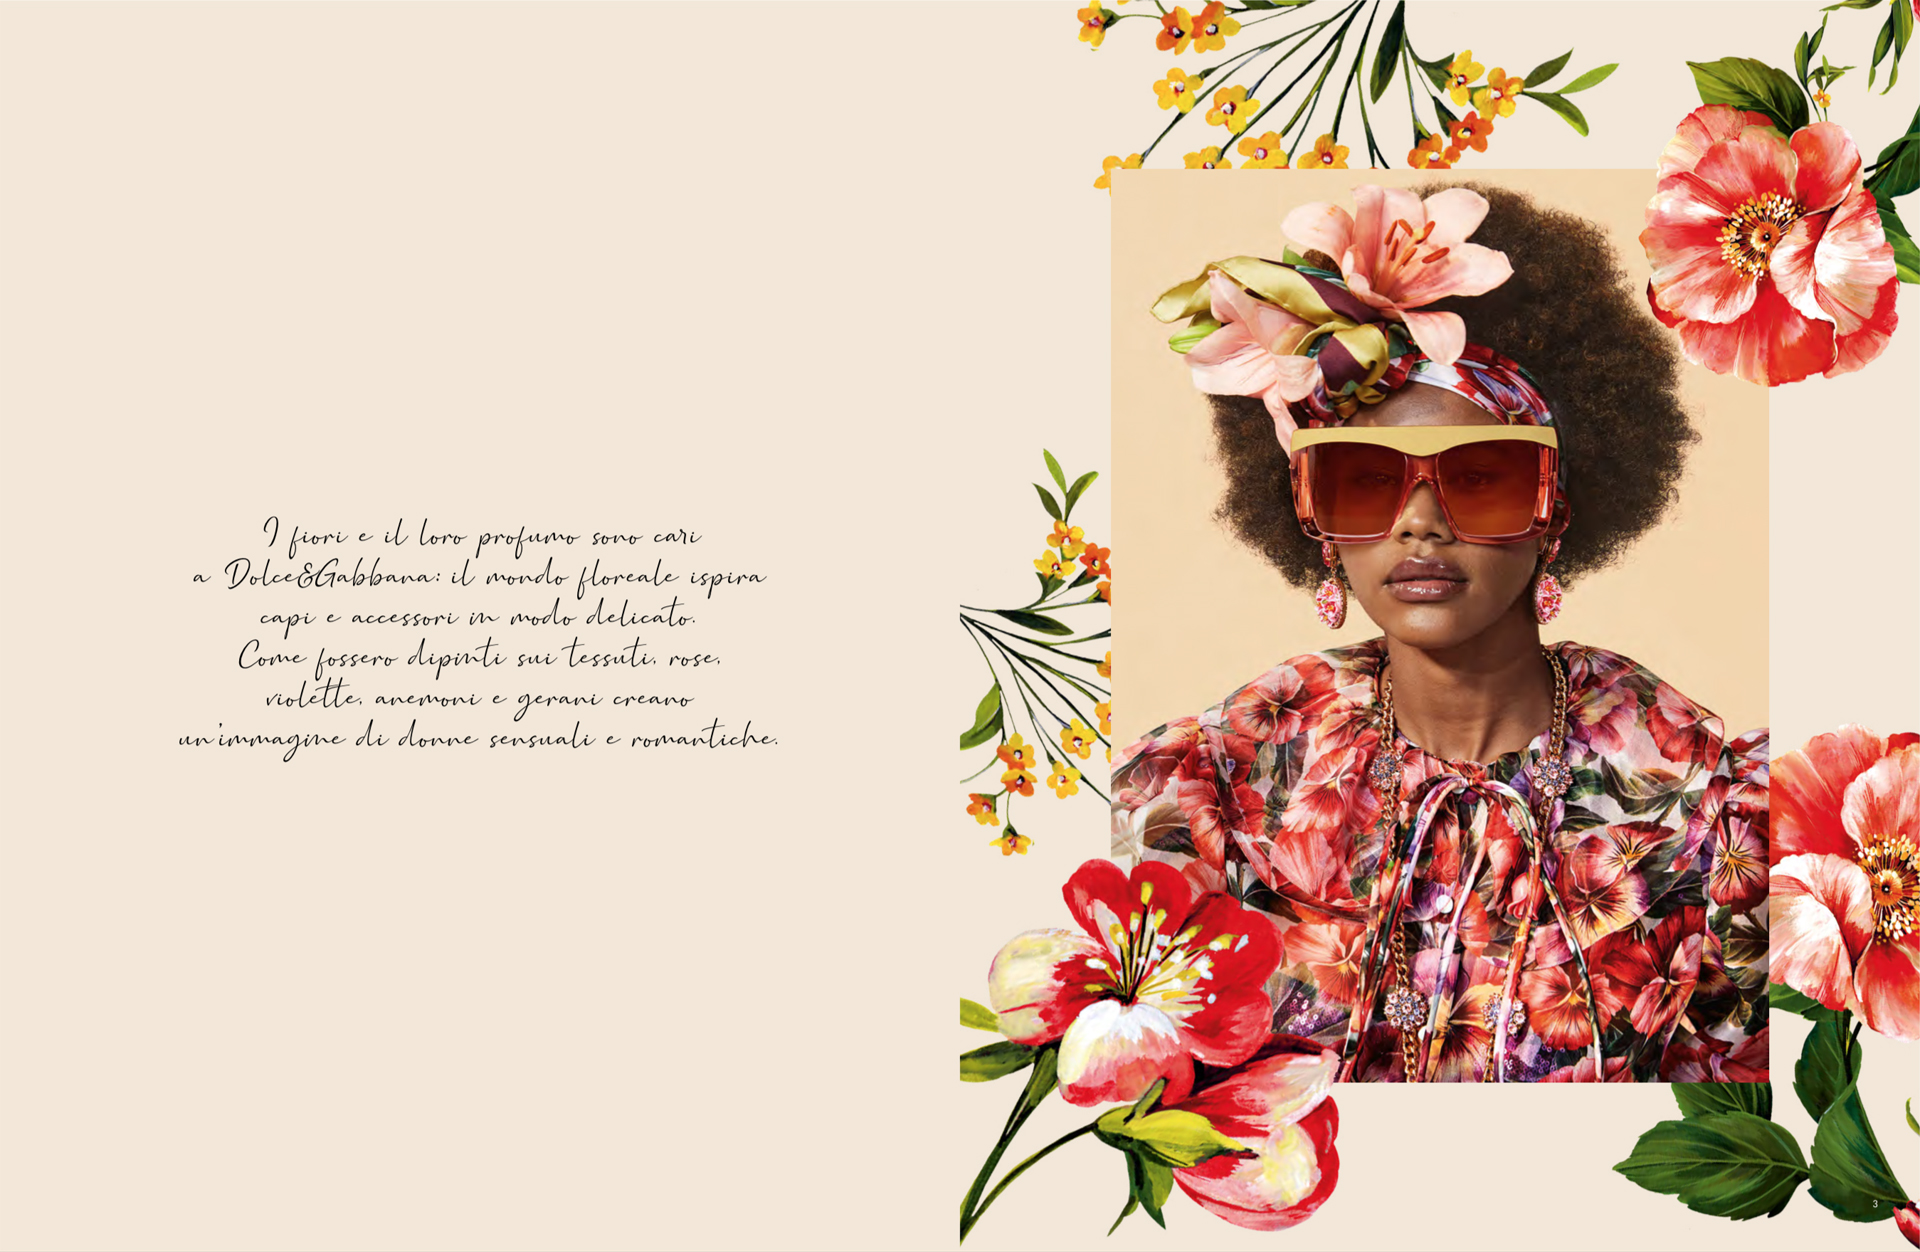 I fiori e il loro profumo sono cari
a Dolce&Gabbana: il mondo floreale ispira
capi e accessori in modo delicato.
Come fossero dipinti sui tessuti, rose,
violette, anemoni e gerani creano
un'immagine di donne sensuali e romantiche.
3